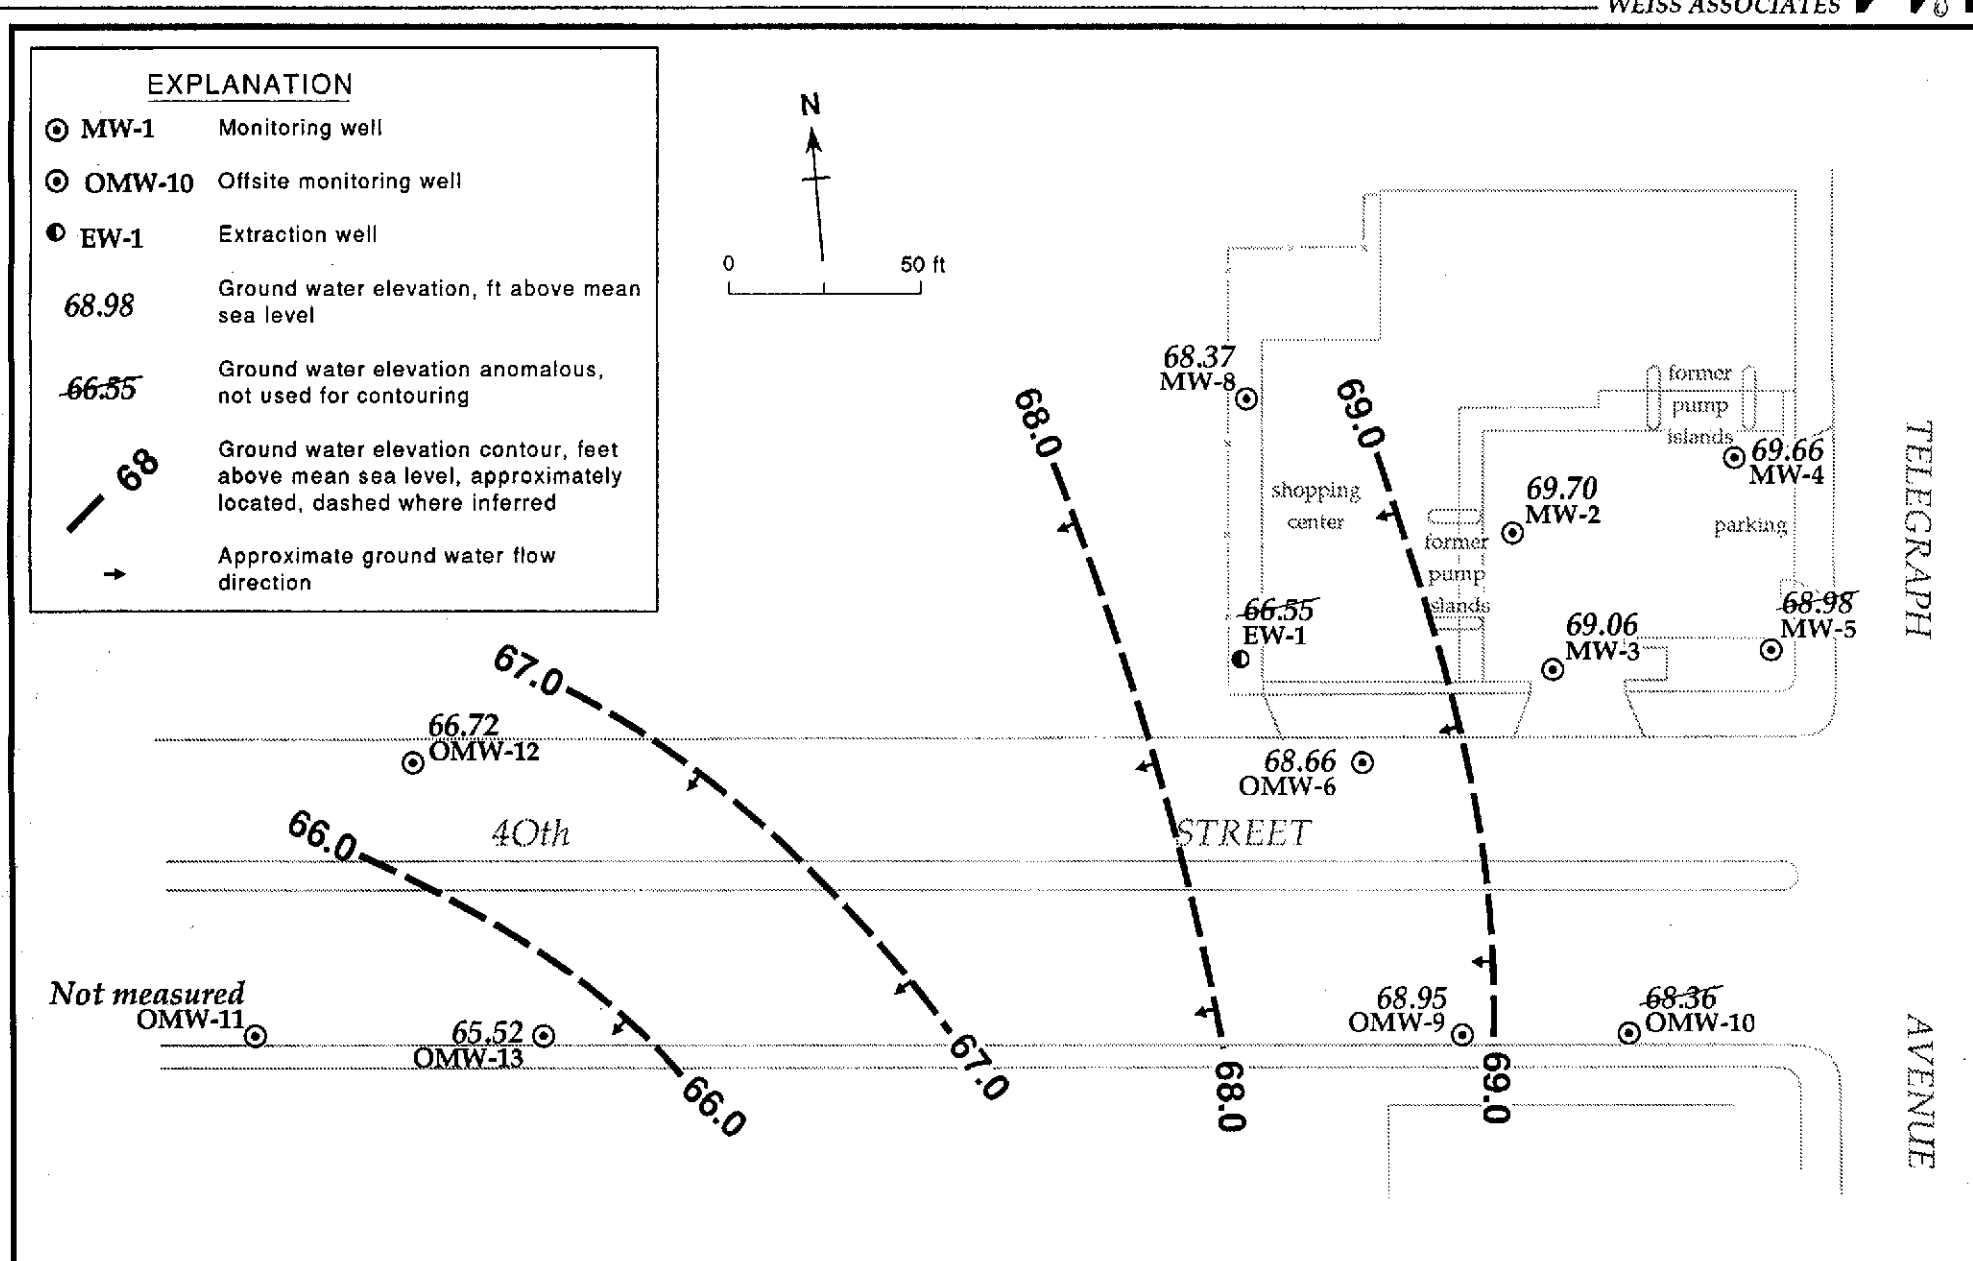 WEISS ASSOCIATES
EXPLANATION
MW-1 Monitoring well
OMW-10 Offsite monitoring well
EW-1 Extraction well
68.98 Ground water elevation, ft above mean
sea level
66.55 Ground water elevation anomalous,
not used for contouring
68 Ground water elevation contour, feet
above mean sea level, approximately
located, dashed where inferred
Approximate ground water flow
direction
N
0 50 ft
68.37
MW-8
68.0
69.0
former
pump
islands
69.66
MW-4
69.70
MW-2
shopping
center
parking
former
pump
islands
TELEGRAPH
66.55
EW-1
69.06
MW-3
68.98
MW-5
67.0
66.72
OMW-12
68.66
OMW-6
66.0
40th STREET
Not measured
OMW-11
65.52
OMW-13
68.95
OMW-9
68.36
OMW-10
66.0
67.0
68.0
69.0
AVENUE